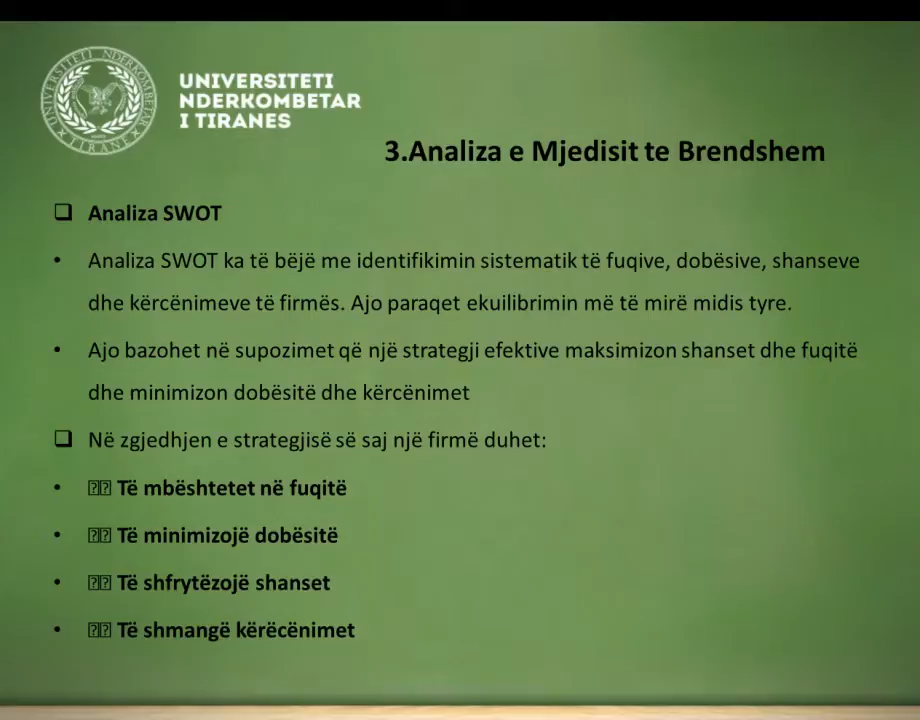 UNIVERSITETI NDERKOMBETAR
TIRANE
UNIVERSITETI
NDERKOMBETAR
I TIRANES
3.Analiza e Mjedisit te Brendshem
❑ Analiza SWOT
• Analiza SWOT ka të bëjë me identifikimin sistematik të fuqive, dobësive, shanseve
dhe kërcënimeve të firmës. Ajo paraqet ekuilibrimin më të mirë midis tyre.
• Ajo bazohet në supozimet që një strategji efektive maksimizon shanset dhe fuqitë
dhe minimizon dobësitë dhe kërcënimet
❑ Në zgjedhjen e strategjisë së saj një firmë duhet:
• Të mbështetet në fuqitë
• Të minimizojë dobësitë
• Të shfrytëzojë shanset
• Të shmangë kërëcënimet